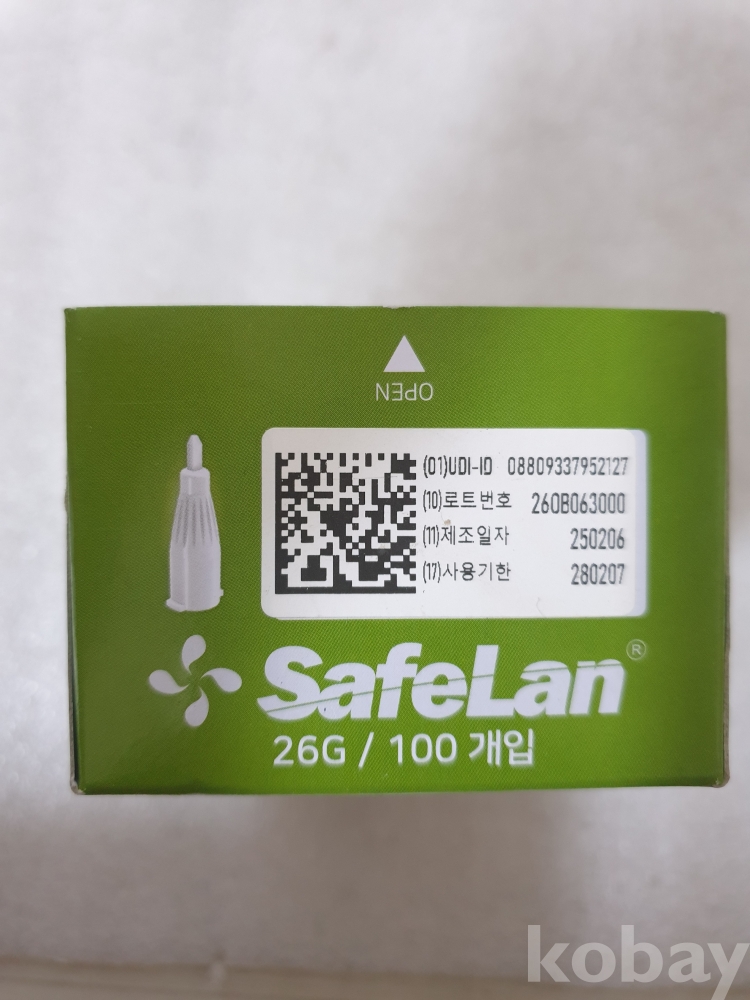 OPEN
(01)UDI-ID 08809337952127
(10)로트번호 260B063000
(11)제조일자 250206
(17)사용기한 280207
SafeLan®
26G / 100 개입
kobay